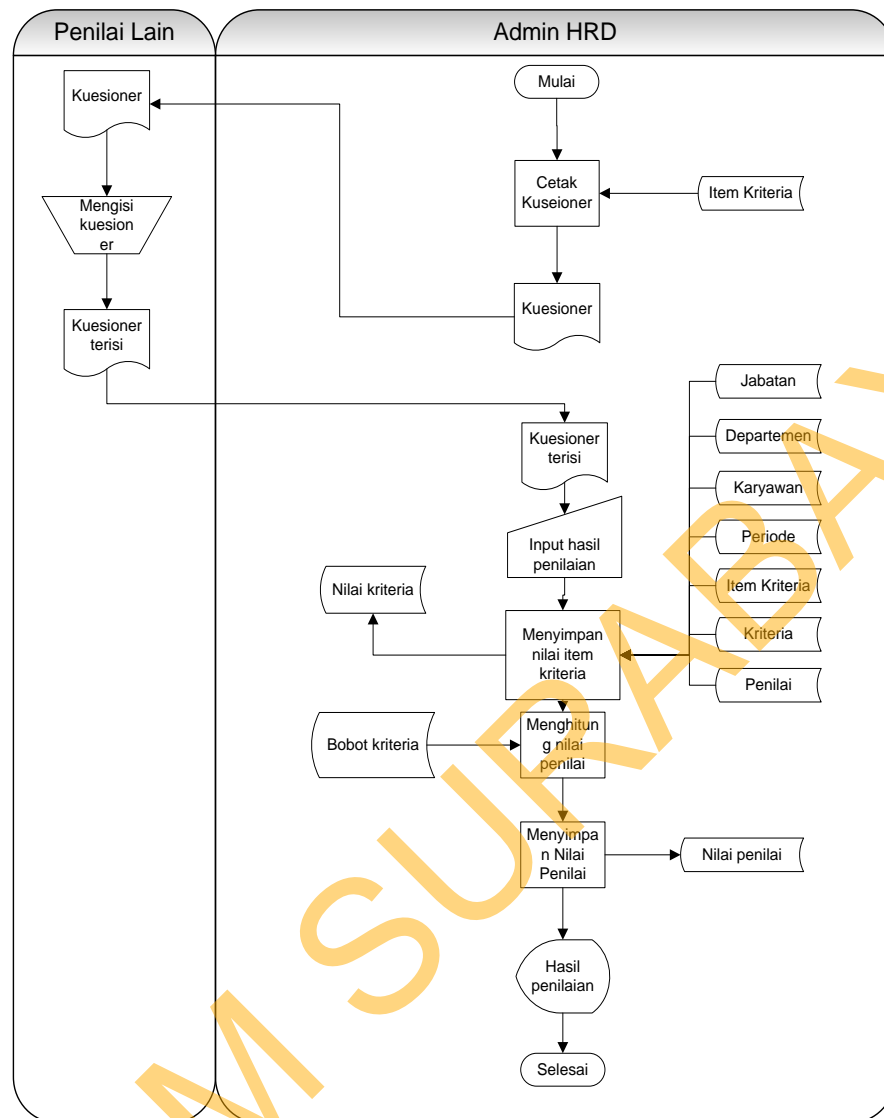 Penilai Lain
Admin HRD
Kuesioner
Mulai
Mengisi
kuesion
er
Cetak
Kuseioner
Item Kriteria
Kuesioner
terisi
Kuesioner
Jabatan
Departemen
Karyawan
Periode
Item Kriteria
Kriteria
Penilai
Kuesioner
terisi
Input hasil
penilaian
Nilai kriteria
Menyimpan
nilai item
kriteria
Bobot kriteria
Menghitun
g nilai
penilai
Menyimpa
n Nilai
Penilai
Nilai penilai
Hasil
penilaian
Selesai
M SURABAY